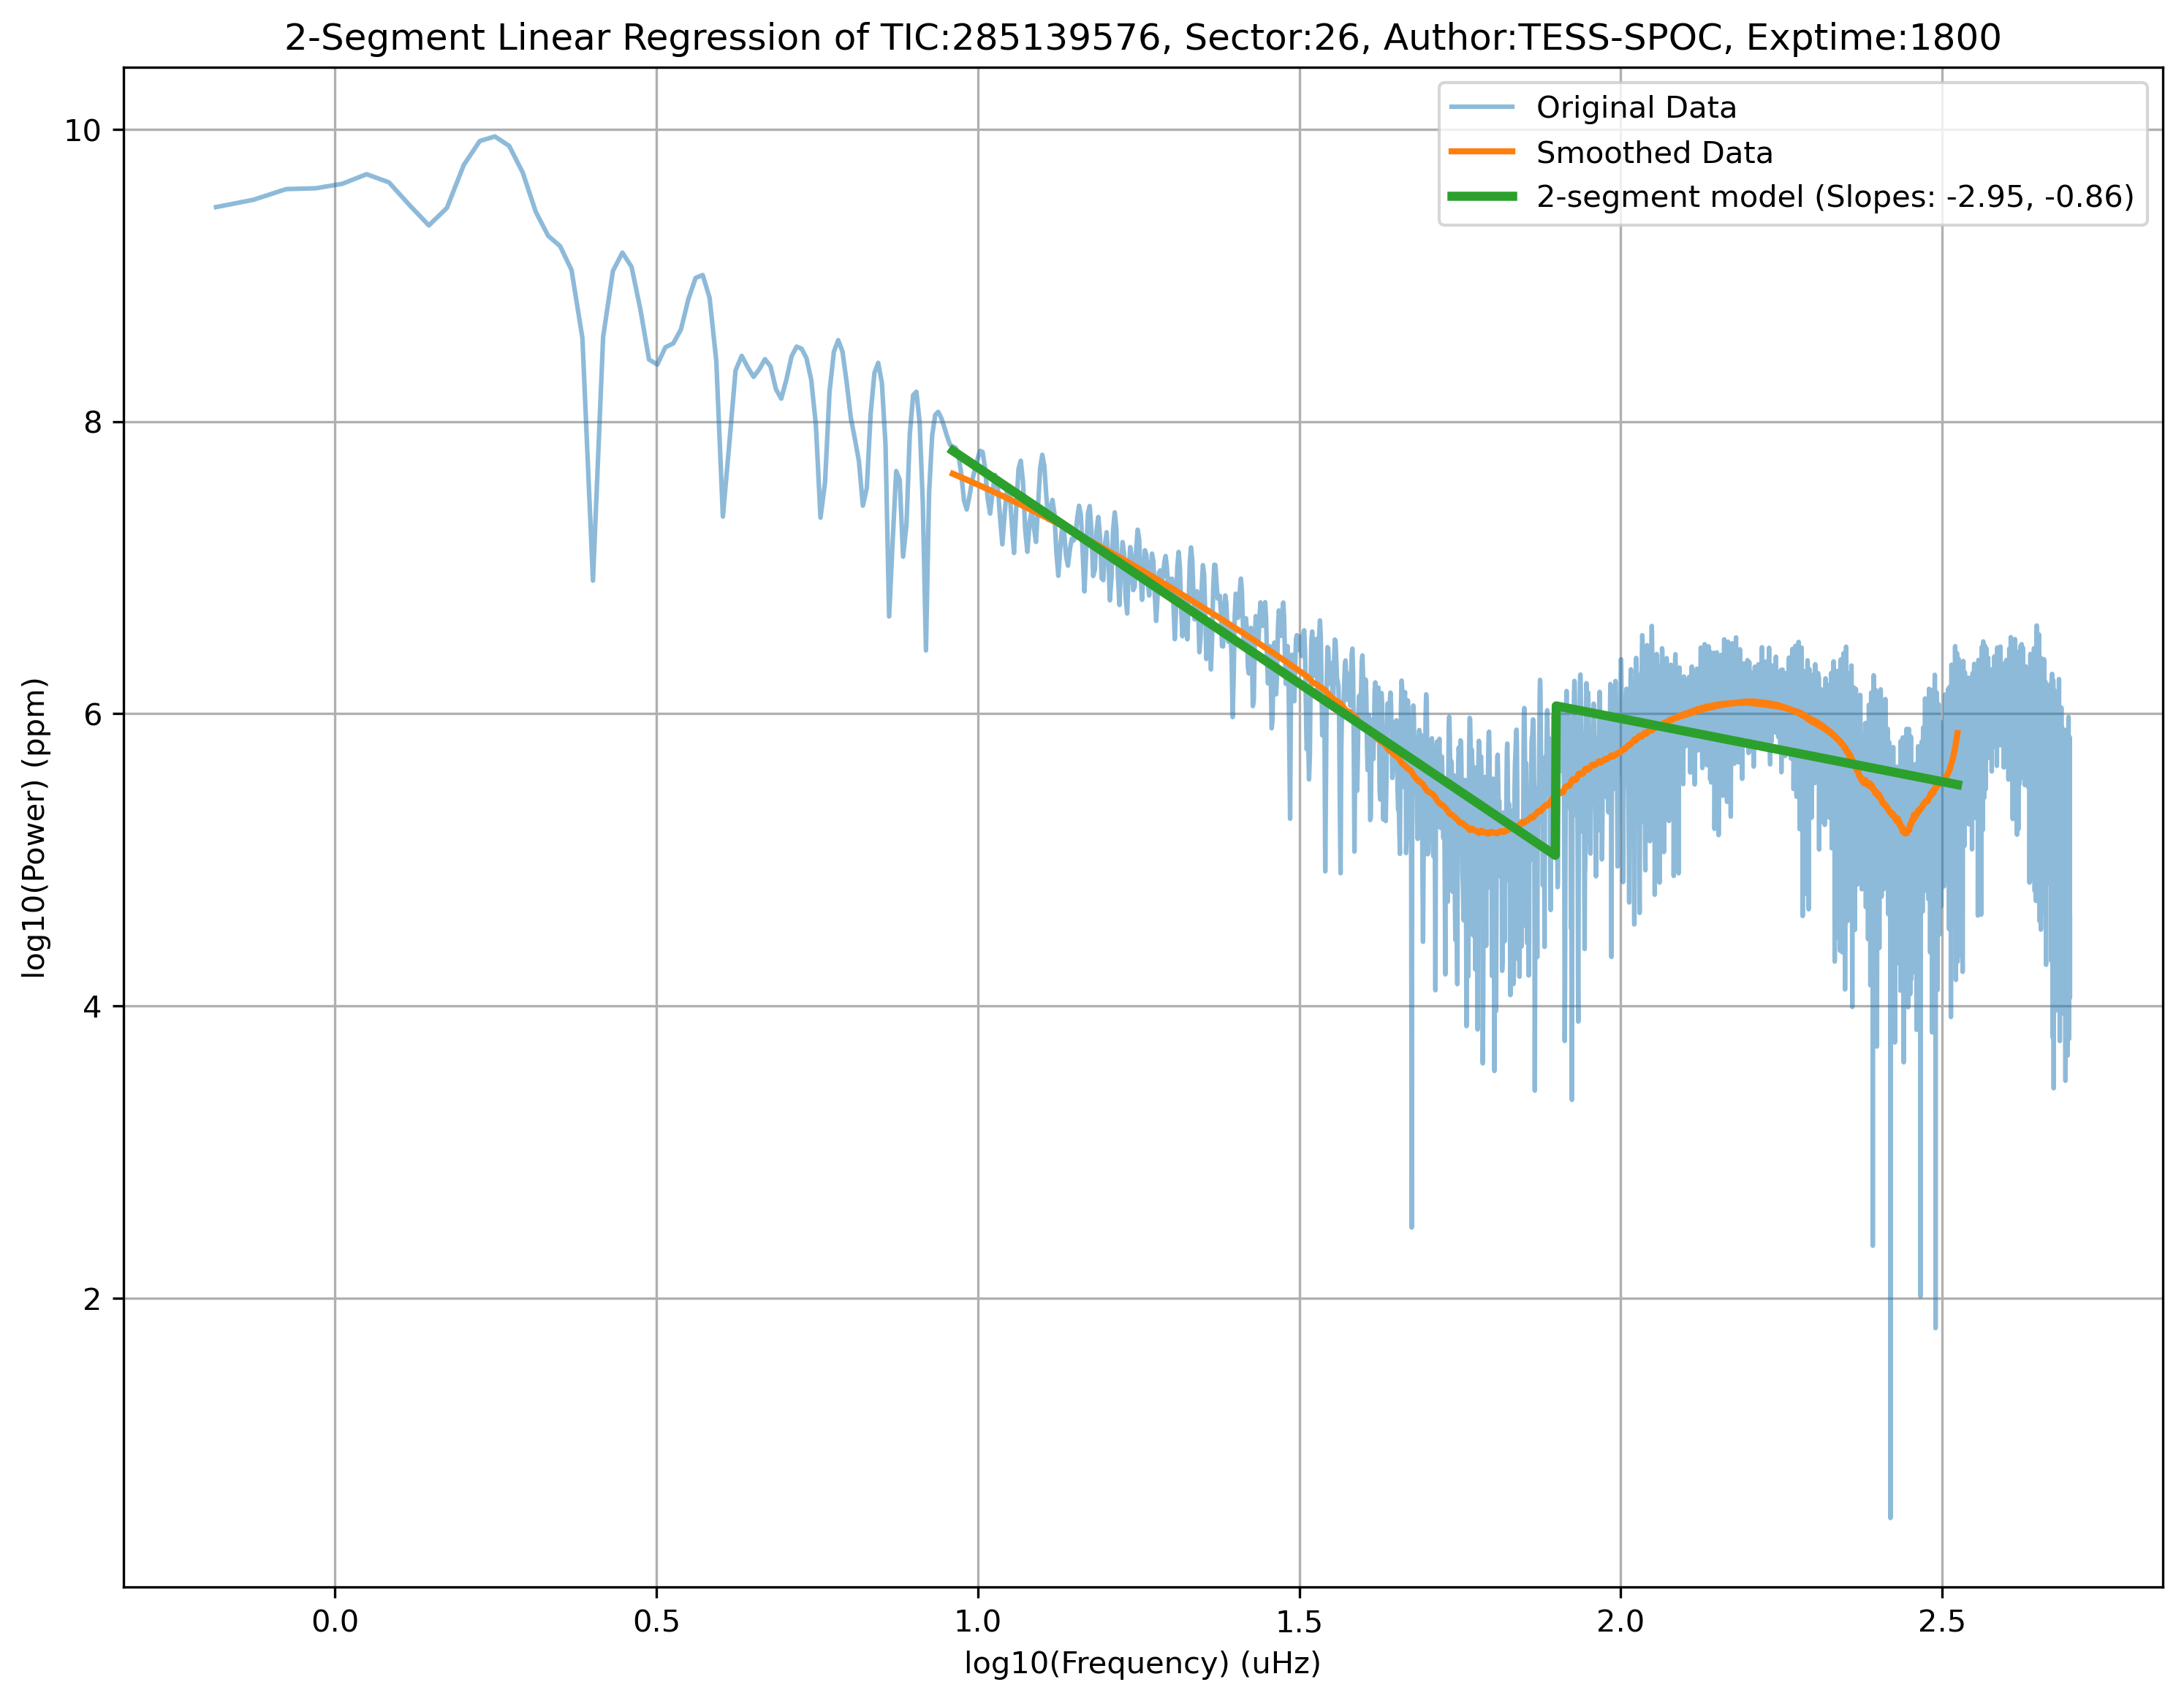 2-Segment Linear Regression of TIC:285139576, Sector:26, Author:TESS-SPOC, Exptime:1800
Original Data
Smoothed Data
2-segment model (Slopes: -2.95, -0.86)
log10(Power) (ppm)
10
8
6
4
2
0.0 0.5 1.0 1.5 2.0 2.5
log10(Frequency) (uHz)